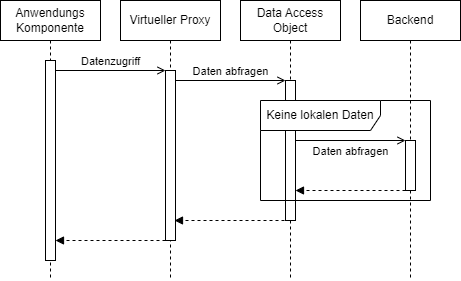 Anwendungs
Komponente
Virtueller Proxy
Data Access
Object
Backend
Datenzugriff
Daten abfragen
Keine lokalen Daten
Daten abfragen